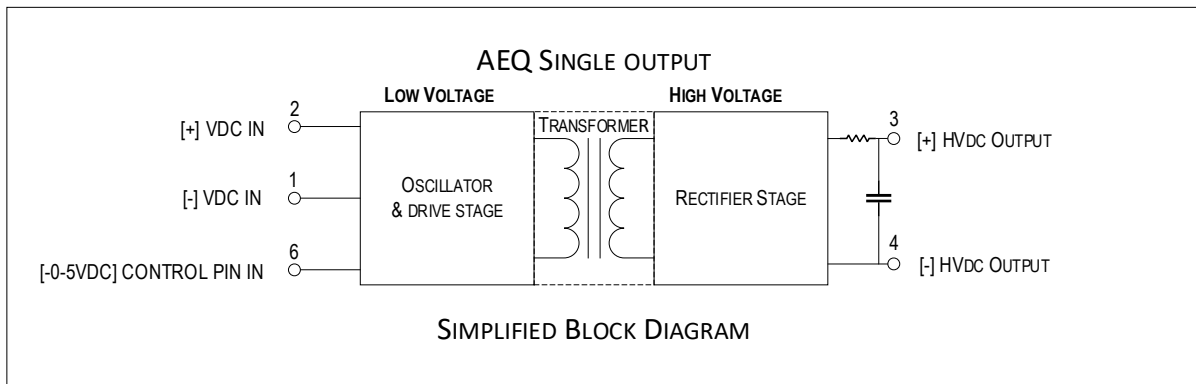 AEQ SINGLE OUTPUT
LOW VOLTAGE
HIGH VOLTAGE
2
[+] VDC IN
1
[-] VDC IN
6
[-0-5VDC] CONTROL PIN IN
OSCILLATOR
& DRIVE STAGE
TRANSFORMER
RECTIFIER STAGE
3
[+] HVDC OUTPUT
4
[-] HVDC OUTPUT
SIMPLIFIED BLOCK DIAGRAM